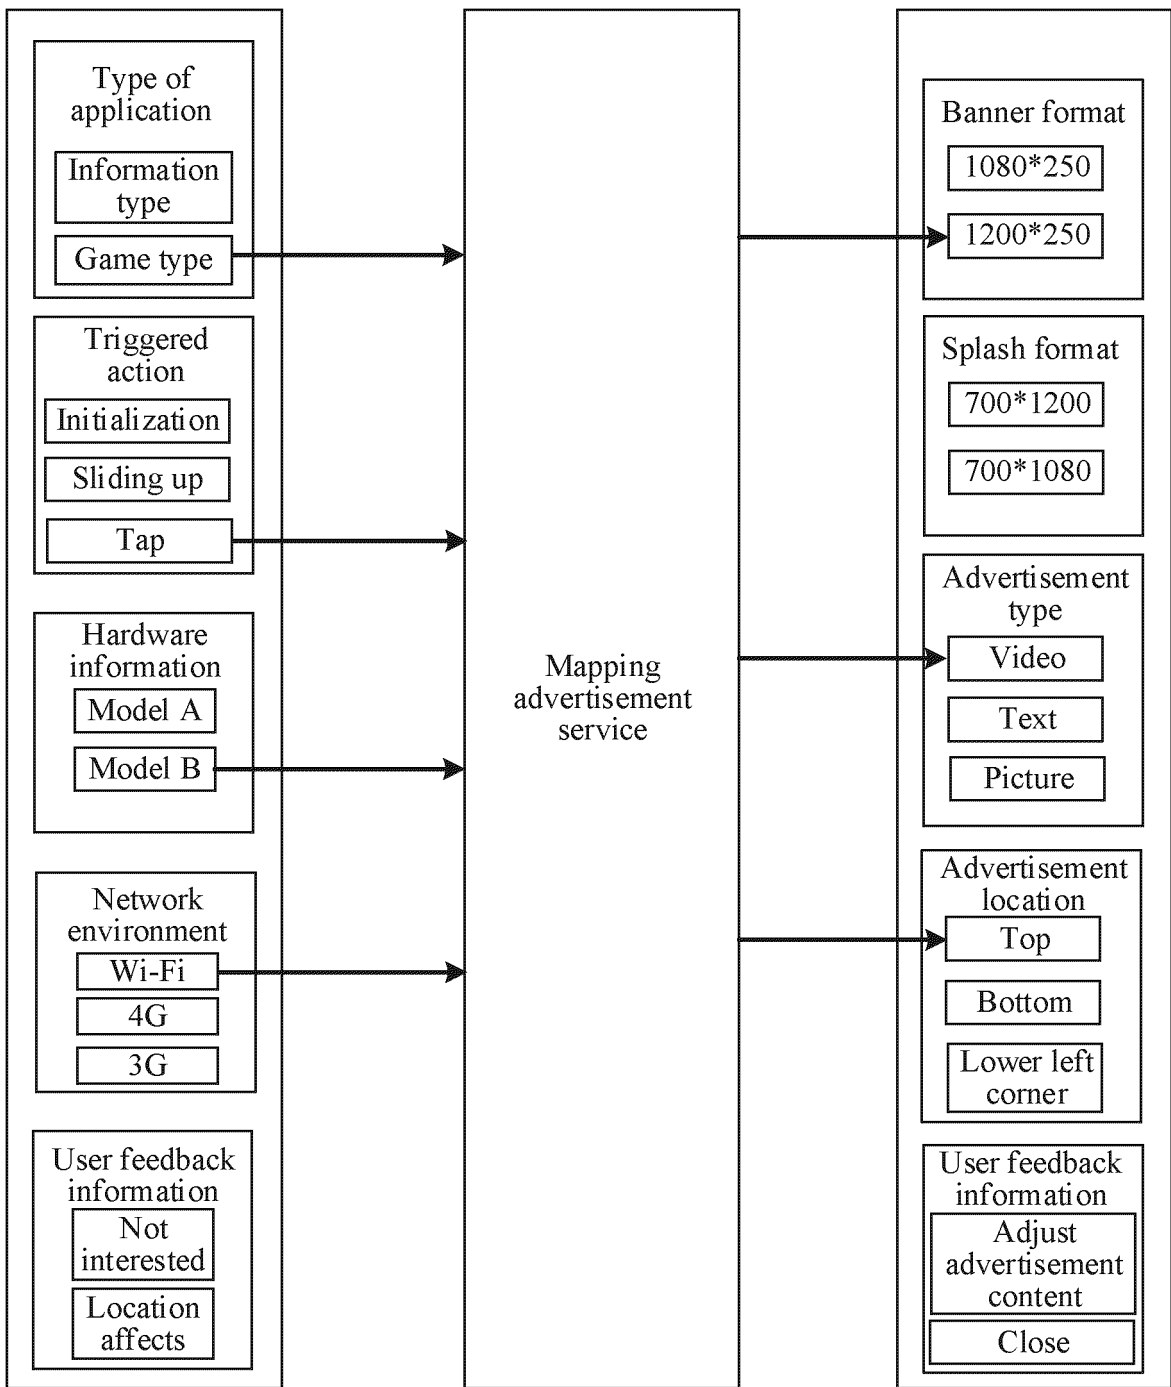 Type of
application
Information
type
Game type
Triggered
action
Initialization
Sliding up
Tap
Hardware
information
Model A
Model B
Network
environment
Wi-Fi
4G
3G
User feedback
information
Not
interested
Location
affects
Mapping
advertisement
service
Banner format
1080*250
1200*250
Splash format
700*1200
700*1080
Advertisement
type
Video
Text
Picture
Advertisement
location
Top
Bottom
Lower left
corner
User feedback
information
Adjust
advertisement
content
Close